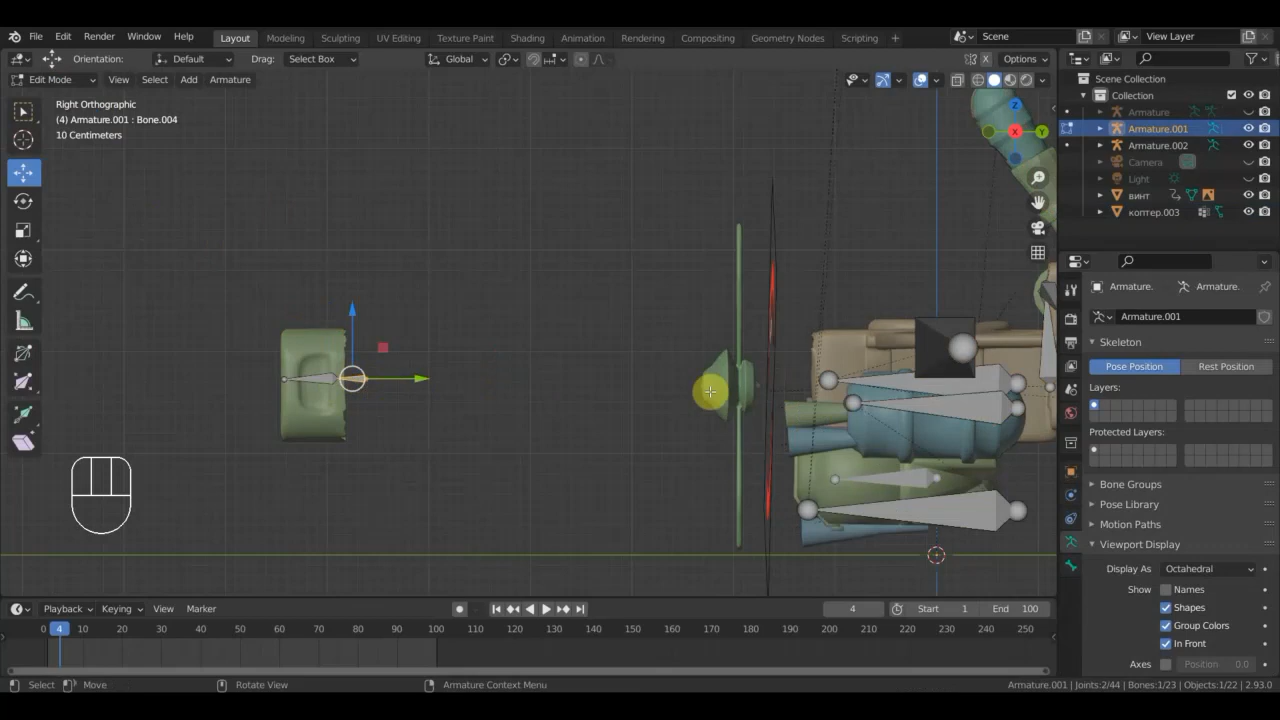 File Edit Render Window Help Layout Modeling Sculpting UV Editing Texture Paint Shading Animation Rendering Compositing Geometry Nodes Scripting + Scene View Layer
Orientation: Default Drag: Select Box Global Options
Edit Mode View Select Add Armature
Right Orthographic
(4) Armature.001 : Bone.004
10 Centimeters
Z
X
Y
Scene Collection
Collection
Armature
Armature.001
Armature.002
Camera
Light
винт
коптер.003
Armature. Armature.
Armature.001
Skeleton
Pose Position Rest Position
Layers:
Protected Layers:
Bone Groups
Pose Library
Motion Paths
Viewport Display
Display As Octahedral
Show Names
Shapes
Group Colors
In Front
Axes Position 0.0
Playback Keying View Marker 4 Start 1 End 100
0 4 10 20 30 40 50 60 70 80 90 100 110 120 130 140 150 160 170 180 190 200 210 220 230 240 250
Select Move Rotate View Armature Context Menu Armature.001 | Joints:2/44 | Bones:1/23 | Objects:1/22 | 2.93.0